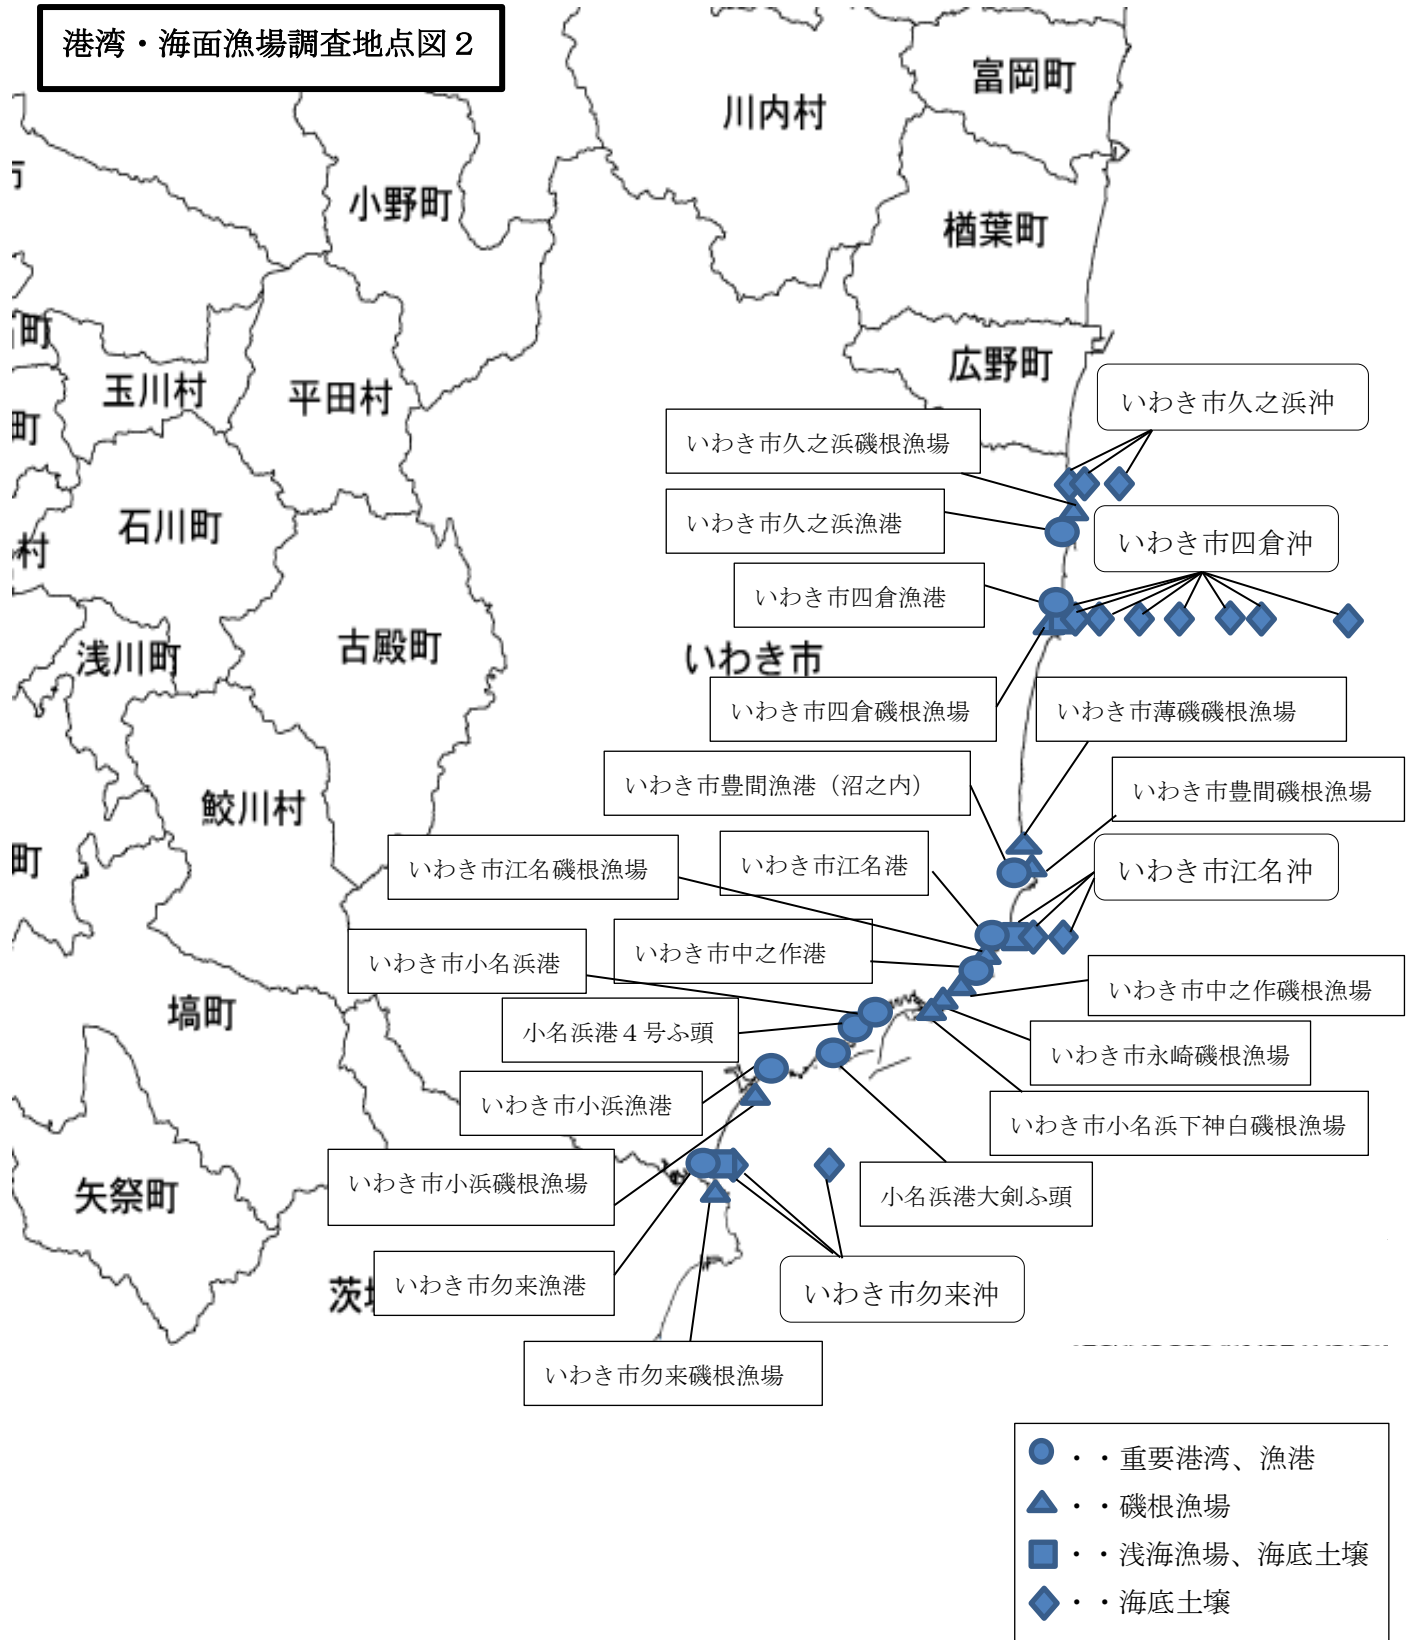 港湾・海面漁場調査地点図２
富岡町
川内村
小野町
楢葉町
町
広野町
玉川村
平田村
いわき市久之浜沖
町
いわき市久之浜磯根漁場
石川町
いわき市久之浜漁港
いわき市四倉沖
村
いわき市四倉漁港
浅川町
古殿町
いわき市
いわき市四倉磯根漁場
いわき市薄磯磯根漁場
いわき市豊間漁港（沼之内）
いわき市豊間磯根漁場
鮫川村
町
いわき市江名磯根漁場
いわき市江名港
いわき市江名沖
いわき市小名浜港
いわき市中之作港
いわき市中之作磯根漁場
塙町
小名浜港４号ふ頭
いわき市永崎磯根漁場
いわき市小浜漁港
いわき市小名浜下神白磯根漁場
矢祭町
いわき市小浜磯根漁場
小名浜港大剣ふ頭
茨
いわき市勿来漁港
いわき市勿来沖
いわき市勿来磯根漁場
・・重要港湾、漁港
・・磯根漁場
・・浅海漁場、海底土壌
・・海底土壌